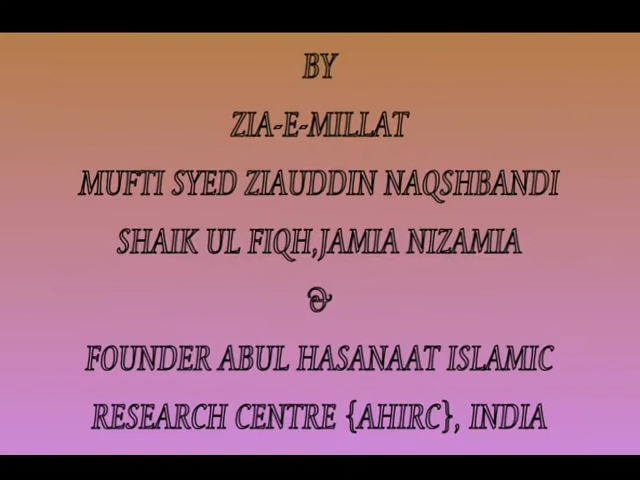 BY
ZIA-E-MILLAT
MUFTI SYED ZIAUDDIN NAQSHBANDI
SHAIK UL FIQH,JAMIA NIZAMIA
&
FOUNDER ABUL HASANAAT ISLAMIC
RESEARCH CENTRE {AHIRC}, INDIA